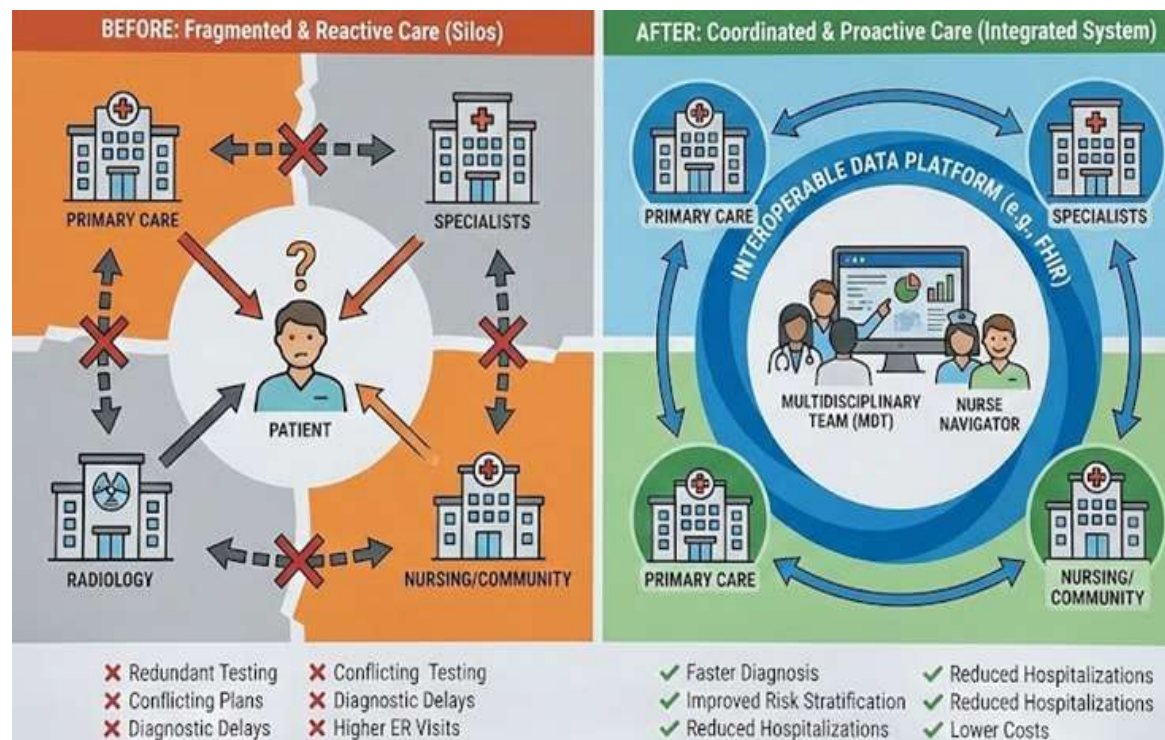 BEFORE: Fragmented & Reactive Care (Silos)
PRIMARY CARE
SPECIALISTS
?
PATIENT
RADIOLOGY
NURSING/COMMUNITY
Redundant Testing
Conflicting Plans
Diagnostic Delays
Conflicting Testing
Diagnostic Delays
Higher ER Visits
AFTER: Coordinated & Proactive Care (Integrated System)
PRIMARY CARE
SPECIALISTS
INTEROPERABLE DATA PLATFORM (e.g., FHIR)
MULTIDISCIPLINARY
TEAM (MDT)
NURSE
NAVIGATOR
PRIMARY CARE
NURSING/
COMMUNITY
Faster Diagnosis
Improved Risk Stratification
Reduced Hospitalizations
Reduced Hospitalizations
Reduced Hospitalizations
Lower Costs